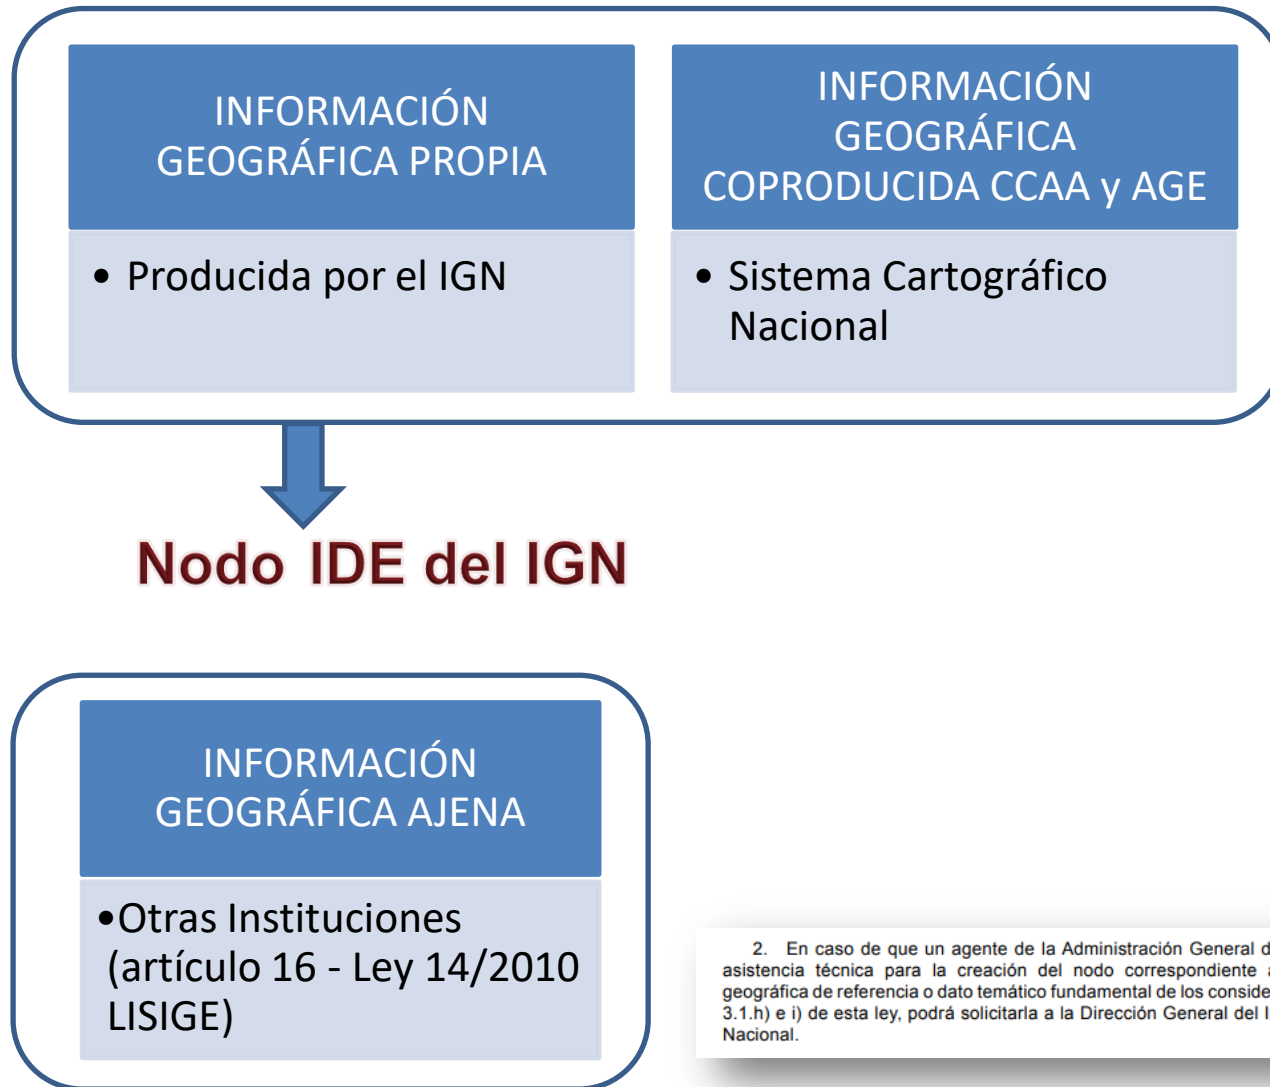 INFORMACIÓN
GEOGRÁFICA PROPIA
• Producida por el IGN
INFORMACIÓN
GEOGRÁFICA
COPRODUCIDA CCAA y AGE
• Sistema Cartográfico
Nacional
Nodo IDE del IGN
INFORMACIÓN
GEOGRÁFICA AJENA
•Otras Instituciones
(artículo 16 - Ley 14/2010
LISIGE)
2. En caso de que un agente de la Administración General d
asistencia técnica para la creación del nodo correspondiente a
geográfica de referencia o dato temático fundamental de los conside
3.1.h) e i) de esta ley, podrá solicitarla a la Dirección General del I
Nacional.